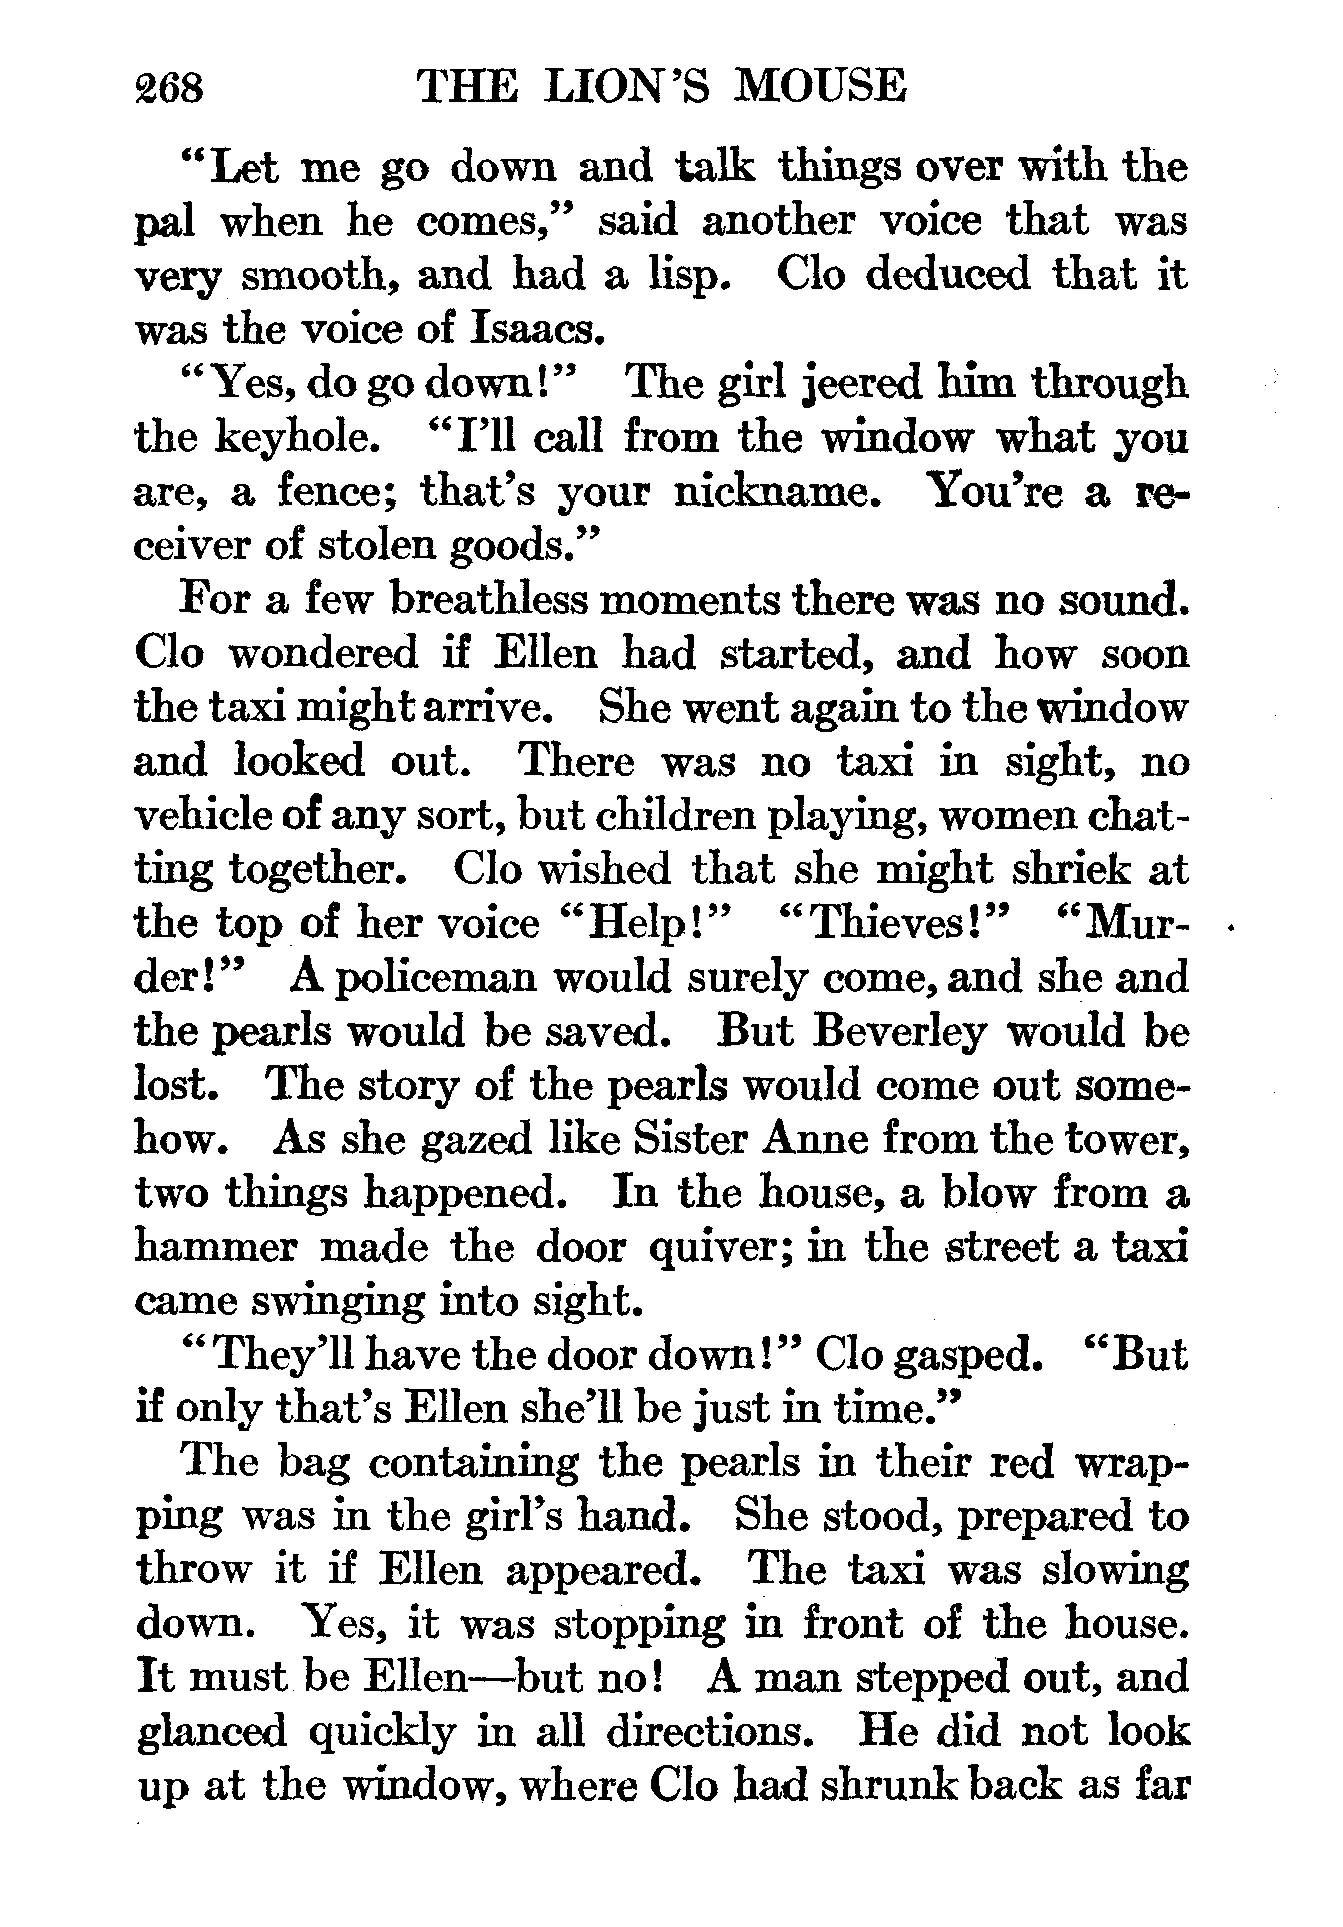 268 THE LION'S MOUSE
“Let me go down and talk things over with the
pal when he comes,” said another voice that was
very smooth, and had a lisp. Clo deduced that it
was the voice of Isaacs.
“Yes, do go down!” The girl jeered him through
the keyhole. “I'll call from the window what you
are, a fence; that's your nickname. You're a re-
ceiver of stolen goods.”
For a few breathless moments there was no sound.
Clo wondered if Ellen had started, and how soon
the taxi might arrive. She went again to the window
and looked out. There was no taxi in sight, no
vehicle of any sort, but children playing, women chat-
ting together. Clo wished that she might shriek at
the top of her voice “Help!” “Thieves!” “Mur-
der!” A policeman would surely come, and she and
the pearls would be saved. But Beverley would be
lost. The story of the pearls would come out some-
how. As she gazed like Sister Anne from the tower,
two things happened. In the house, a blow from a
hammer made the door quiver; in the street a taxi
came swinging into sight.
“They'll have the door down!” Clo gasped. “But
if only that's Ellen she'll be just in time.”
The bag containing the pearls in their red wrap-
ping was in the girl's hand. She stood, prepared to
throw it if Ellen appeared. The taxi was slowing
down. Yes, it was stopping in front of the house.
It must be Ellen—but no! A man stepped out, and
glanced quickly in all directions. He did not look
up at the window, where Clo had shrunk back as far